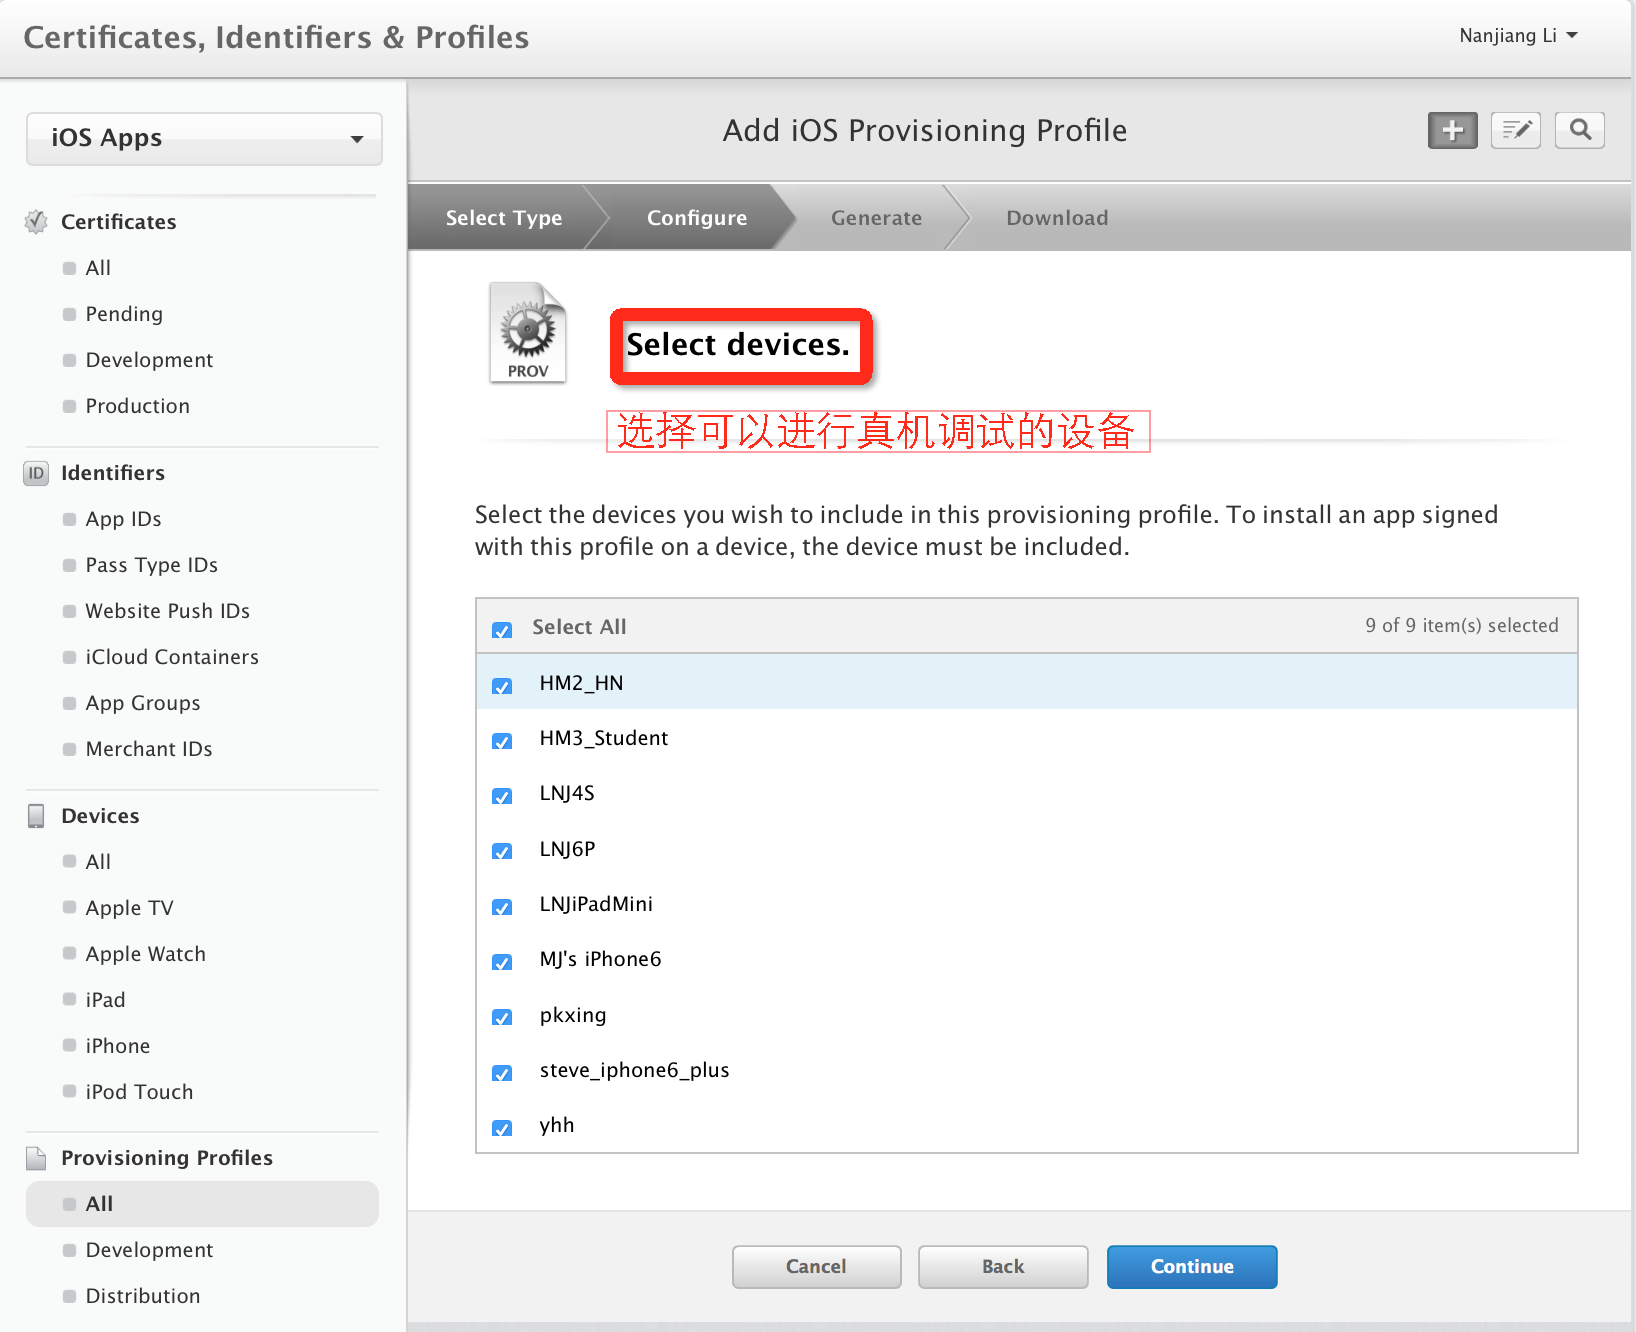 Certificates, Identifiers & Profiles
Nanjiang Li
iOS Apps
Certificates
All
Pending
Development
Production
ID
Identifiers
App IDs
Pass Type IDs
Website Push IDs
iCloud Containers
App Groups
Merchant IDs
Devices
All
Apple TV
Apple Watch
iPad
iPhone
iPod Touch
Provisioning Profiles
All
Development
Distribution
Add iOS Provisioning Profile
Select Type
Configure
Generate
Download
PROV
Select devices.
选择可以进行真机调试的设备
Select the devices you wish to include in this provisioning profile. To install an app signed
with this profile on a device, the device must be included.
Select All
9 of 9 item(s) selected
HM2_HN
HM3_Student
LNJ4S
LNJ6P
LNJiPadMini
MJ's iPhone6
pkxing
steve_iphone6_plus
yhh
Cancel
Back
Continue